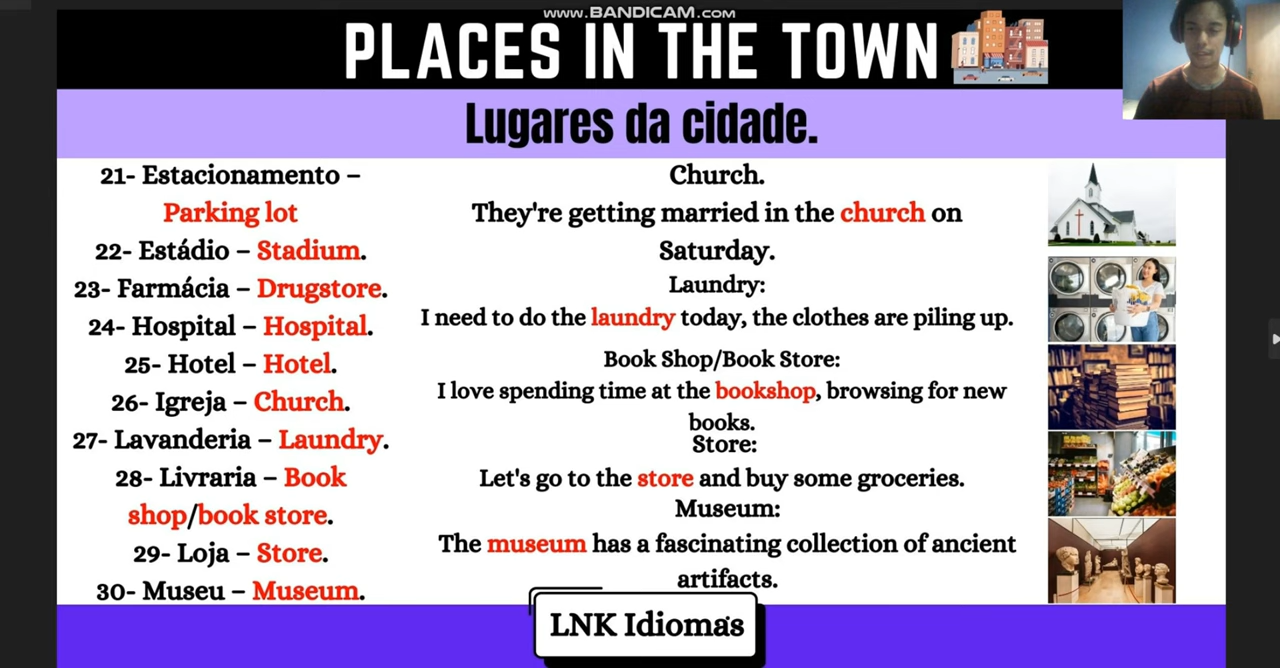 www.BANDICAM.com
PLACES IN THE TOWN
Lugares da cidade.
21- Estacionamento –
Parking lot
22- Estádio – Stadium.
23- Farmácia – Drugstore.
24- Hospital – Hospital.
25- Hotel – Hotel.
26- Igreja – Church.
27- Lavanderia – Laundry.
28- Livraria – Book
shop/book store.
29- Loja – Store.
30- Museu – Museum.
Church.
They're getting married in the church on
Saturday.
Laundry:
I need to do the laundry today, the clothes are piling up.
Book Shop/Book Store:
I love spending time at the bookshop, browsing for new
books.
Store:
Let's go to the store and buy some groceries.
Museum:
The museum has a fascinating collection of ancient
artifacts.
LNK Idiomas